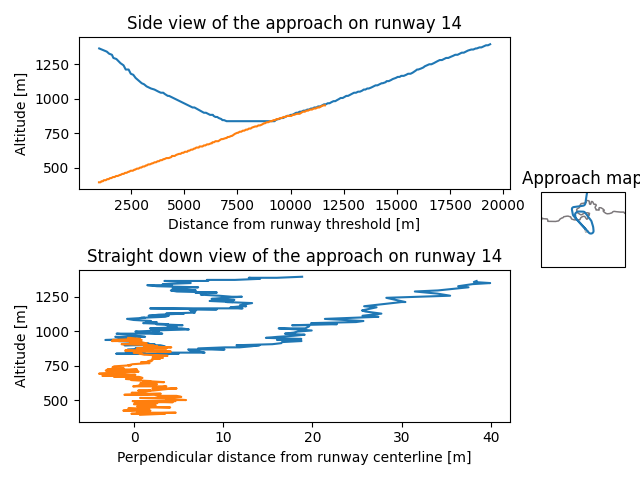 Side view of the approach on runway 14
Altitude [m]
1250
1000
750
500
2500 5000 7500 10000 12500 15000 17500 20000
Distance from runway threshold [m]
Approach map
Straight down view of the approach on runway 14
Altitude [m]
1250
1000
750
500
0 10 20 30 40
Perpendicular distance from runway centerline [m]